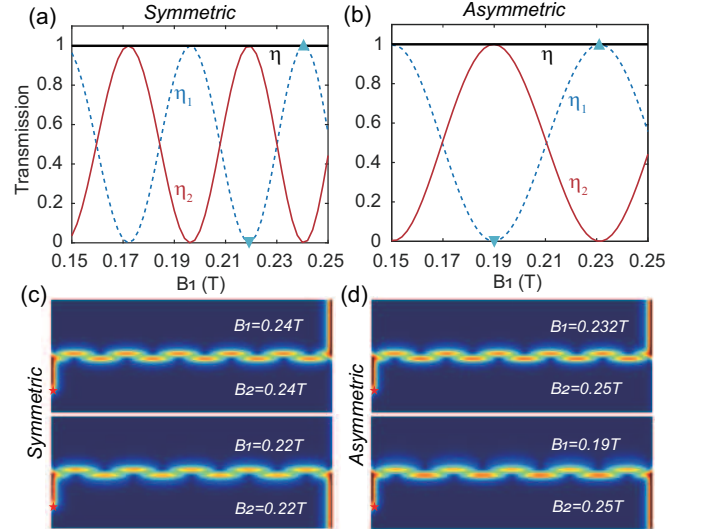 (a) Symmetric
1
0.8
0.6
0.4
0.2
0
Transmission
η
η1
η2
0.15 0.17 0.19 0.21 0.23 0.25
B1 (T)
(b) Asymmetric
1
0.8
0.6
0.4
0.2
0
η
η1
η2
0.15 0.17 0.19 0.21 0.23 0.25
B1 (T)
(c)
Symmetric
B1=0.24T
B2=0.24T
B1=0.22T
B2=0.22T
(d)
Asymmetric
B1=0.232T
B2=0.25T
B1=0.19T
B2=0.25T